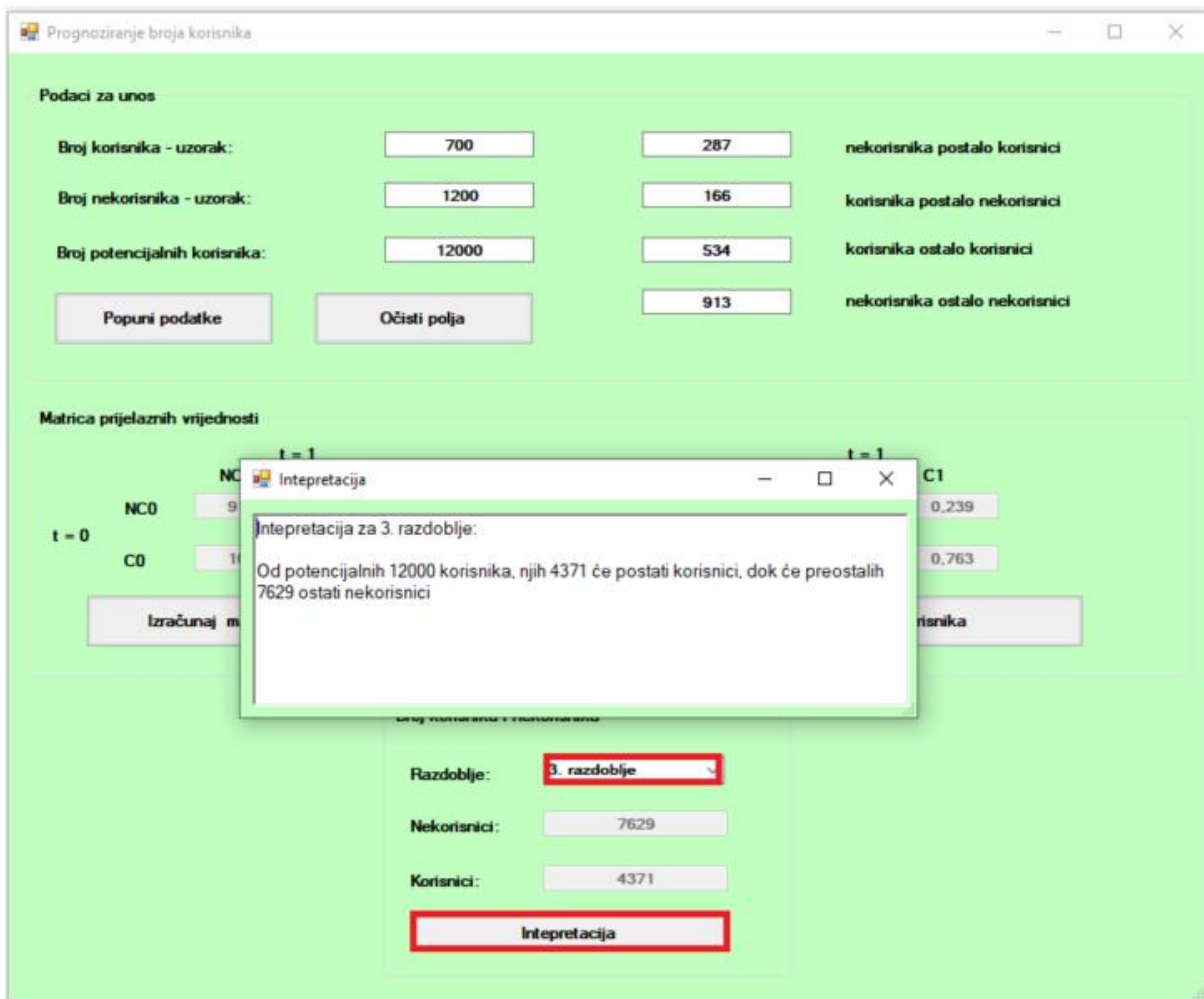 Prognoziranje broja korisnika
Podaci za unos
Broj korisnika - uzorak: 700 287 nekorisnika postalo korisnici
Broj nekorisnika - uzorak: 1200 166 korisnika postalo nekorisnici
Broj potencijalnih korisnika: 12000 534 korisnika ostalo korisnici
913 nekorisnika ostalo nekorisnici
Popuni podatke Očisti polja
Matrica prijelaznih vrijednosti
t = 1 t = 1
C1
NC0 0,239
t = 0
C0 0,763
Izračunaj
Intepretacija
Intepretacija za 3. razdoblje:
Od potencijalnih 12000 korisnika, njih 4371 će postati korisnici, dok će preostalih
7629 ostati nekorisnici
Razdoblje: 3. razdoblje
Nekorisnici: 7629
Korisnici: 4371
Intepretacija